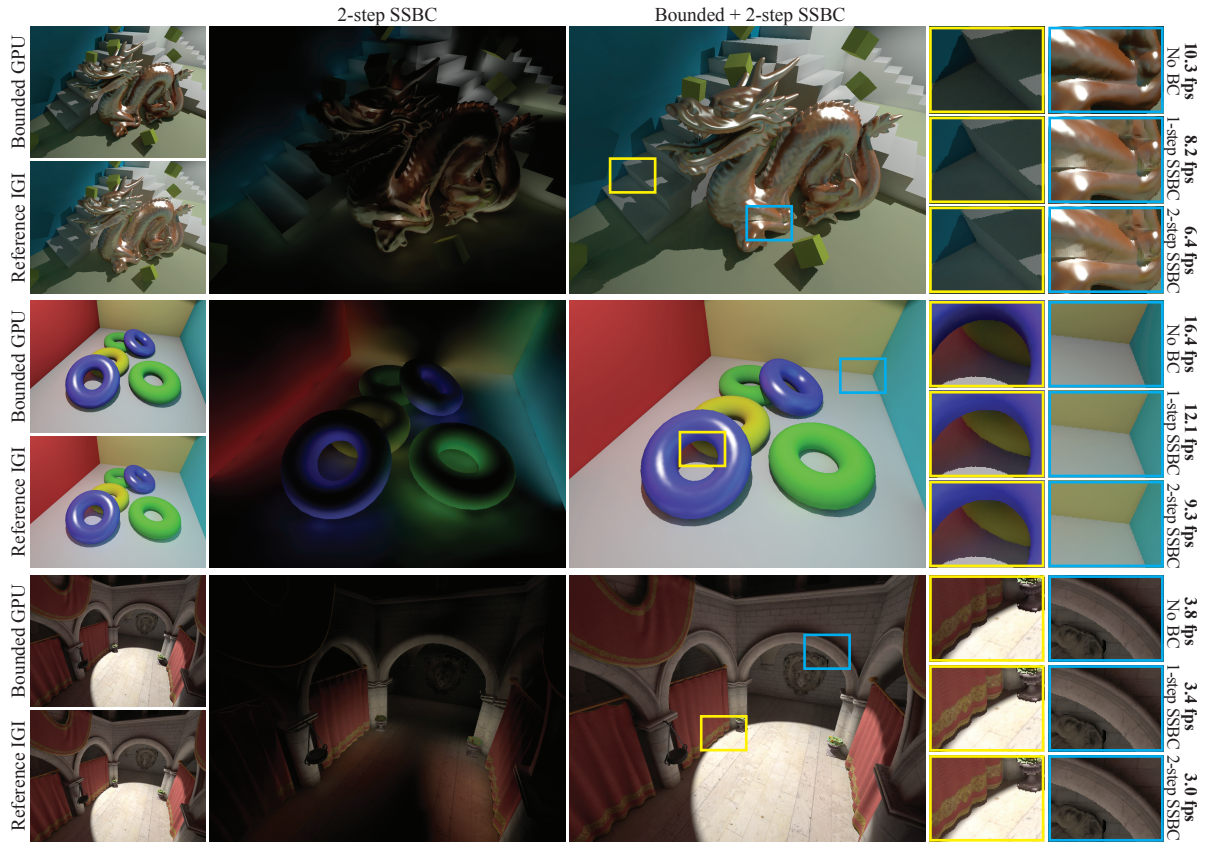 2-step SSBC
Bounded + 2-step SSBC
Bounded GPU
Reference IGI
10.3 fps
No BC
8.2 fps
1-step SSBC
6.4 fps
2-step SSBC
Bounded GPU
Reference IGI
16.4 fps
No BC
12.1 fps
1-step SSBC
9.3 fps
2-step SSBC
Bounded GPU
Reference IGI
3.8 fps
No BC
3.4 fps
1-step SSBC
3.0 fps
2-step SSBC